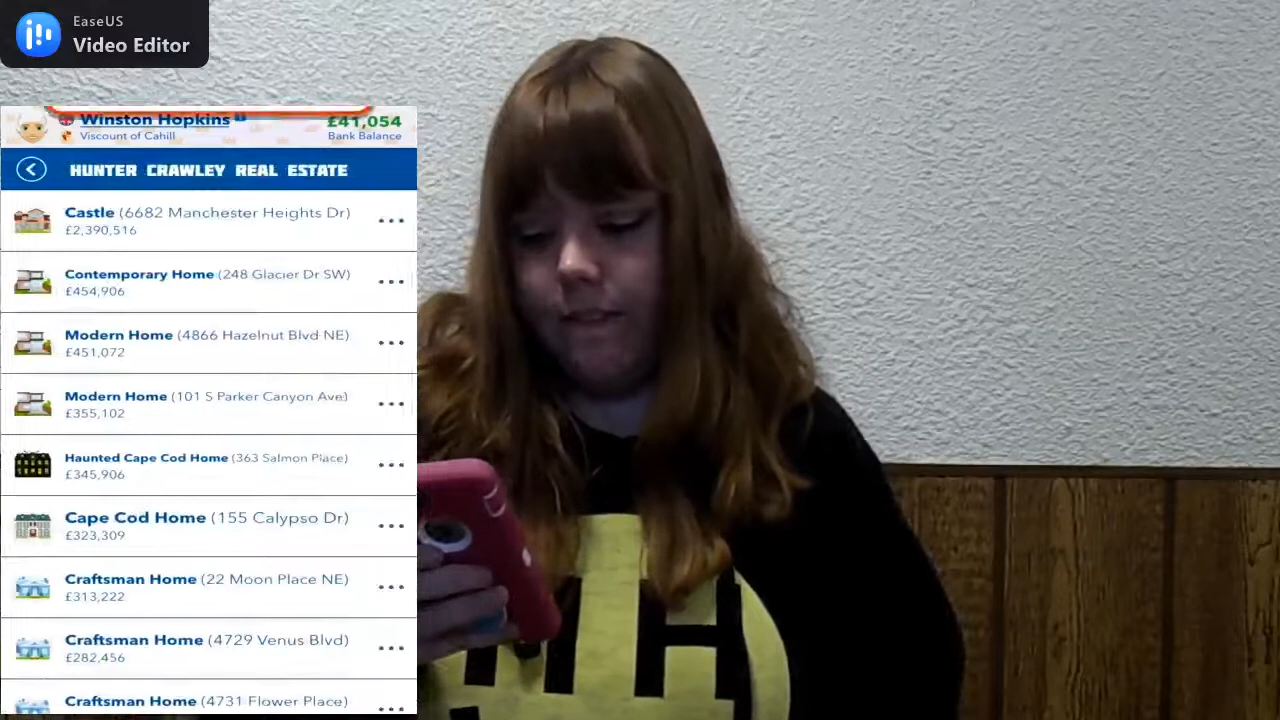 EaseUS
Video Editor
Winston Hopkins
£41,054
Viscount of Cahill
Bank Balance
HUNTER CRAWLEY REAL ESTATE
Castle (6682 Manchester Heights Dr)
£2,390,516
Contemporary Home (248 Glacier Dr SW)
£454,906
Modern Home (4866 Hazelnut Blvd NE)
£451,072
Modern Home (101 S Parker Canyon Ave)
£355,102
Haunted Cape Cod Home (363 Salmon Place)
£345,906
Cape Cod Home (155 Calypso Dr)
£323,309
Craftsman Home (22 Moon Place NE)
£313,222
Craftsman Home (4729 Venus Blvd)
£282,456
Craftsman Home (4731 Flower Place)